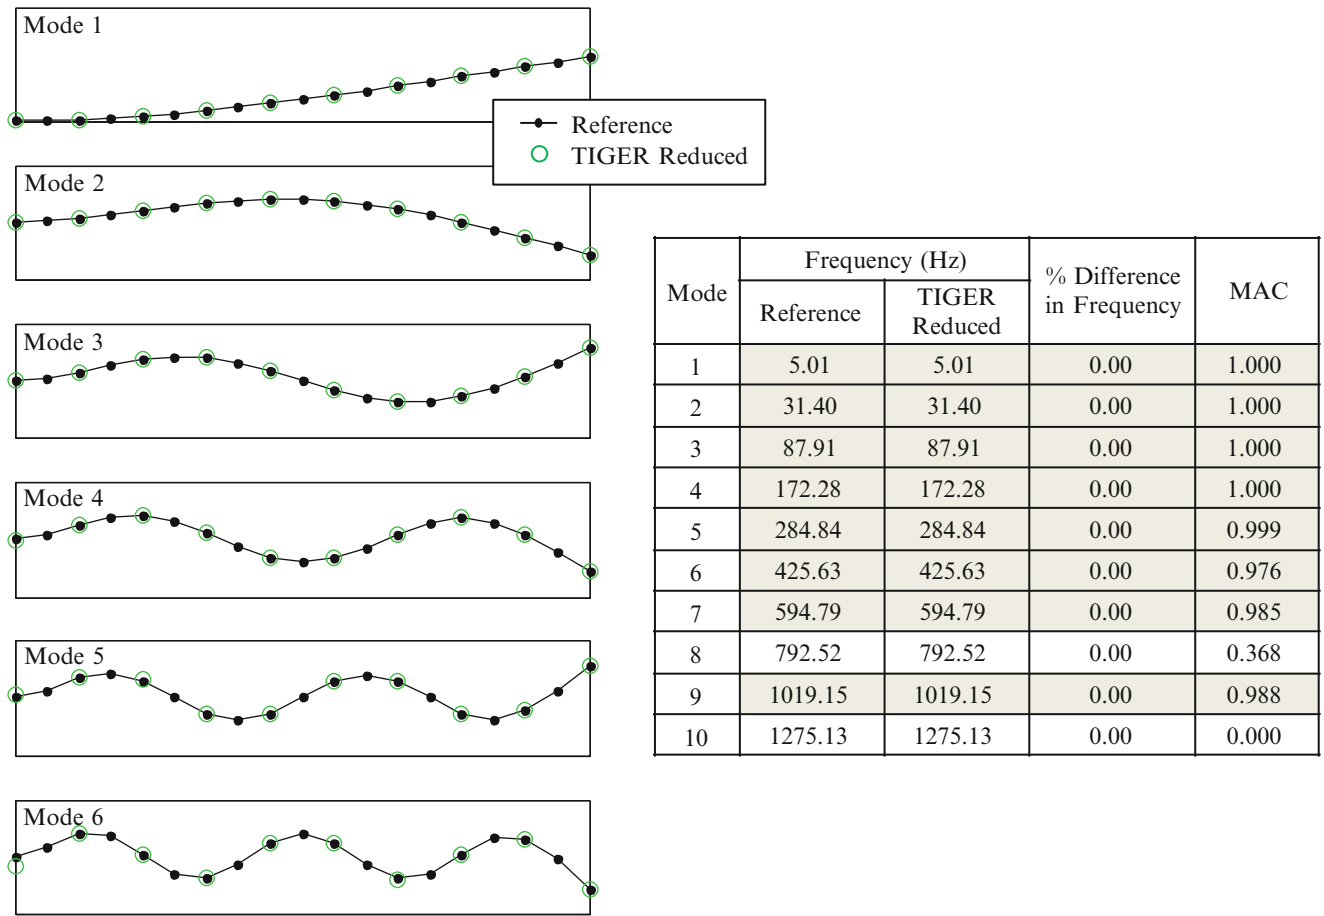 Mode 1
Reference
TIGER Reduced
Mode 2
Mode 3
Mode 4
Mode 5
Mode 6
Mode
Frequency (Hz)
% Difference
in Frequency
MAC
Reference
TIGER
Reduced
1 5.01 5.01 0.00 1.000
2 31.40 31.40 0.00 1.000
3 87.91 87.91 0.00 1.000
4 172.28 172.28 0.00 1.000
5 284.84 284.84 0.00 0.999
6 425.63 425.63 0.00 0.976
7 594.79 594.79 0.00 0.985
8 792.52 792.52 0.00 0.368
9 1019.15 1019.15 0.00 0.988
10 1275.13 1275.13 0.00 0.000